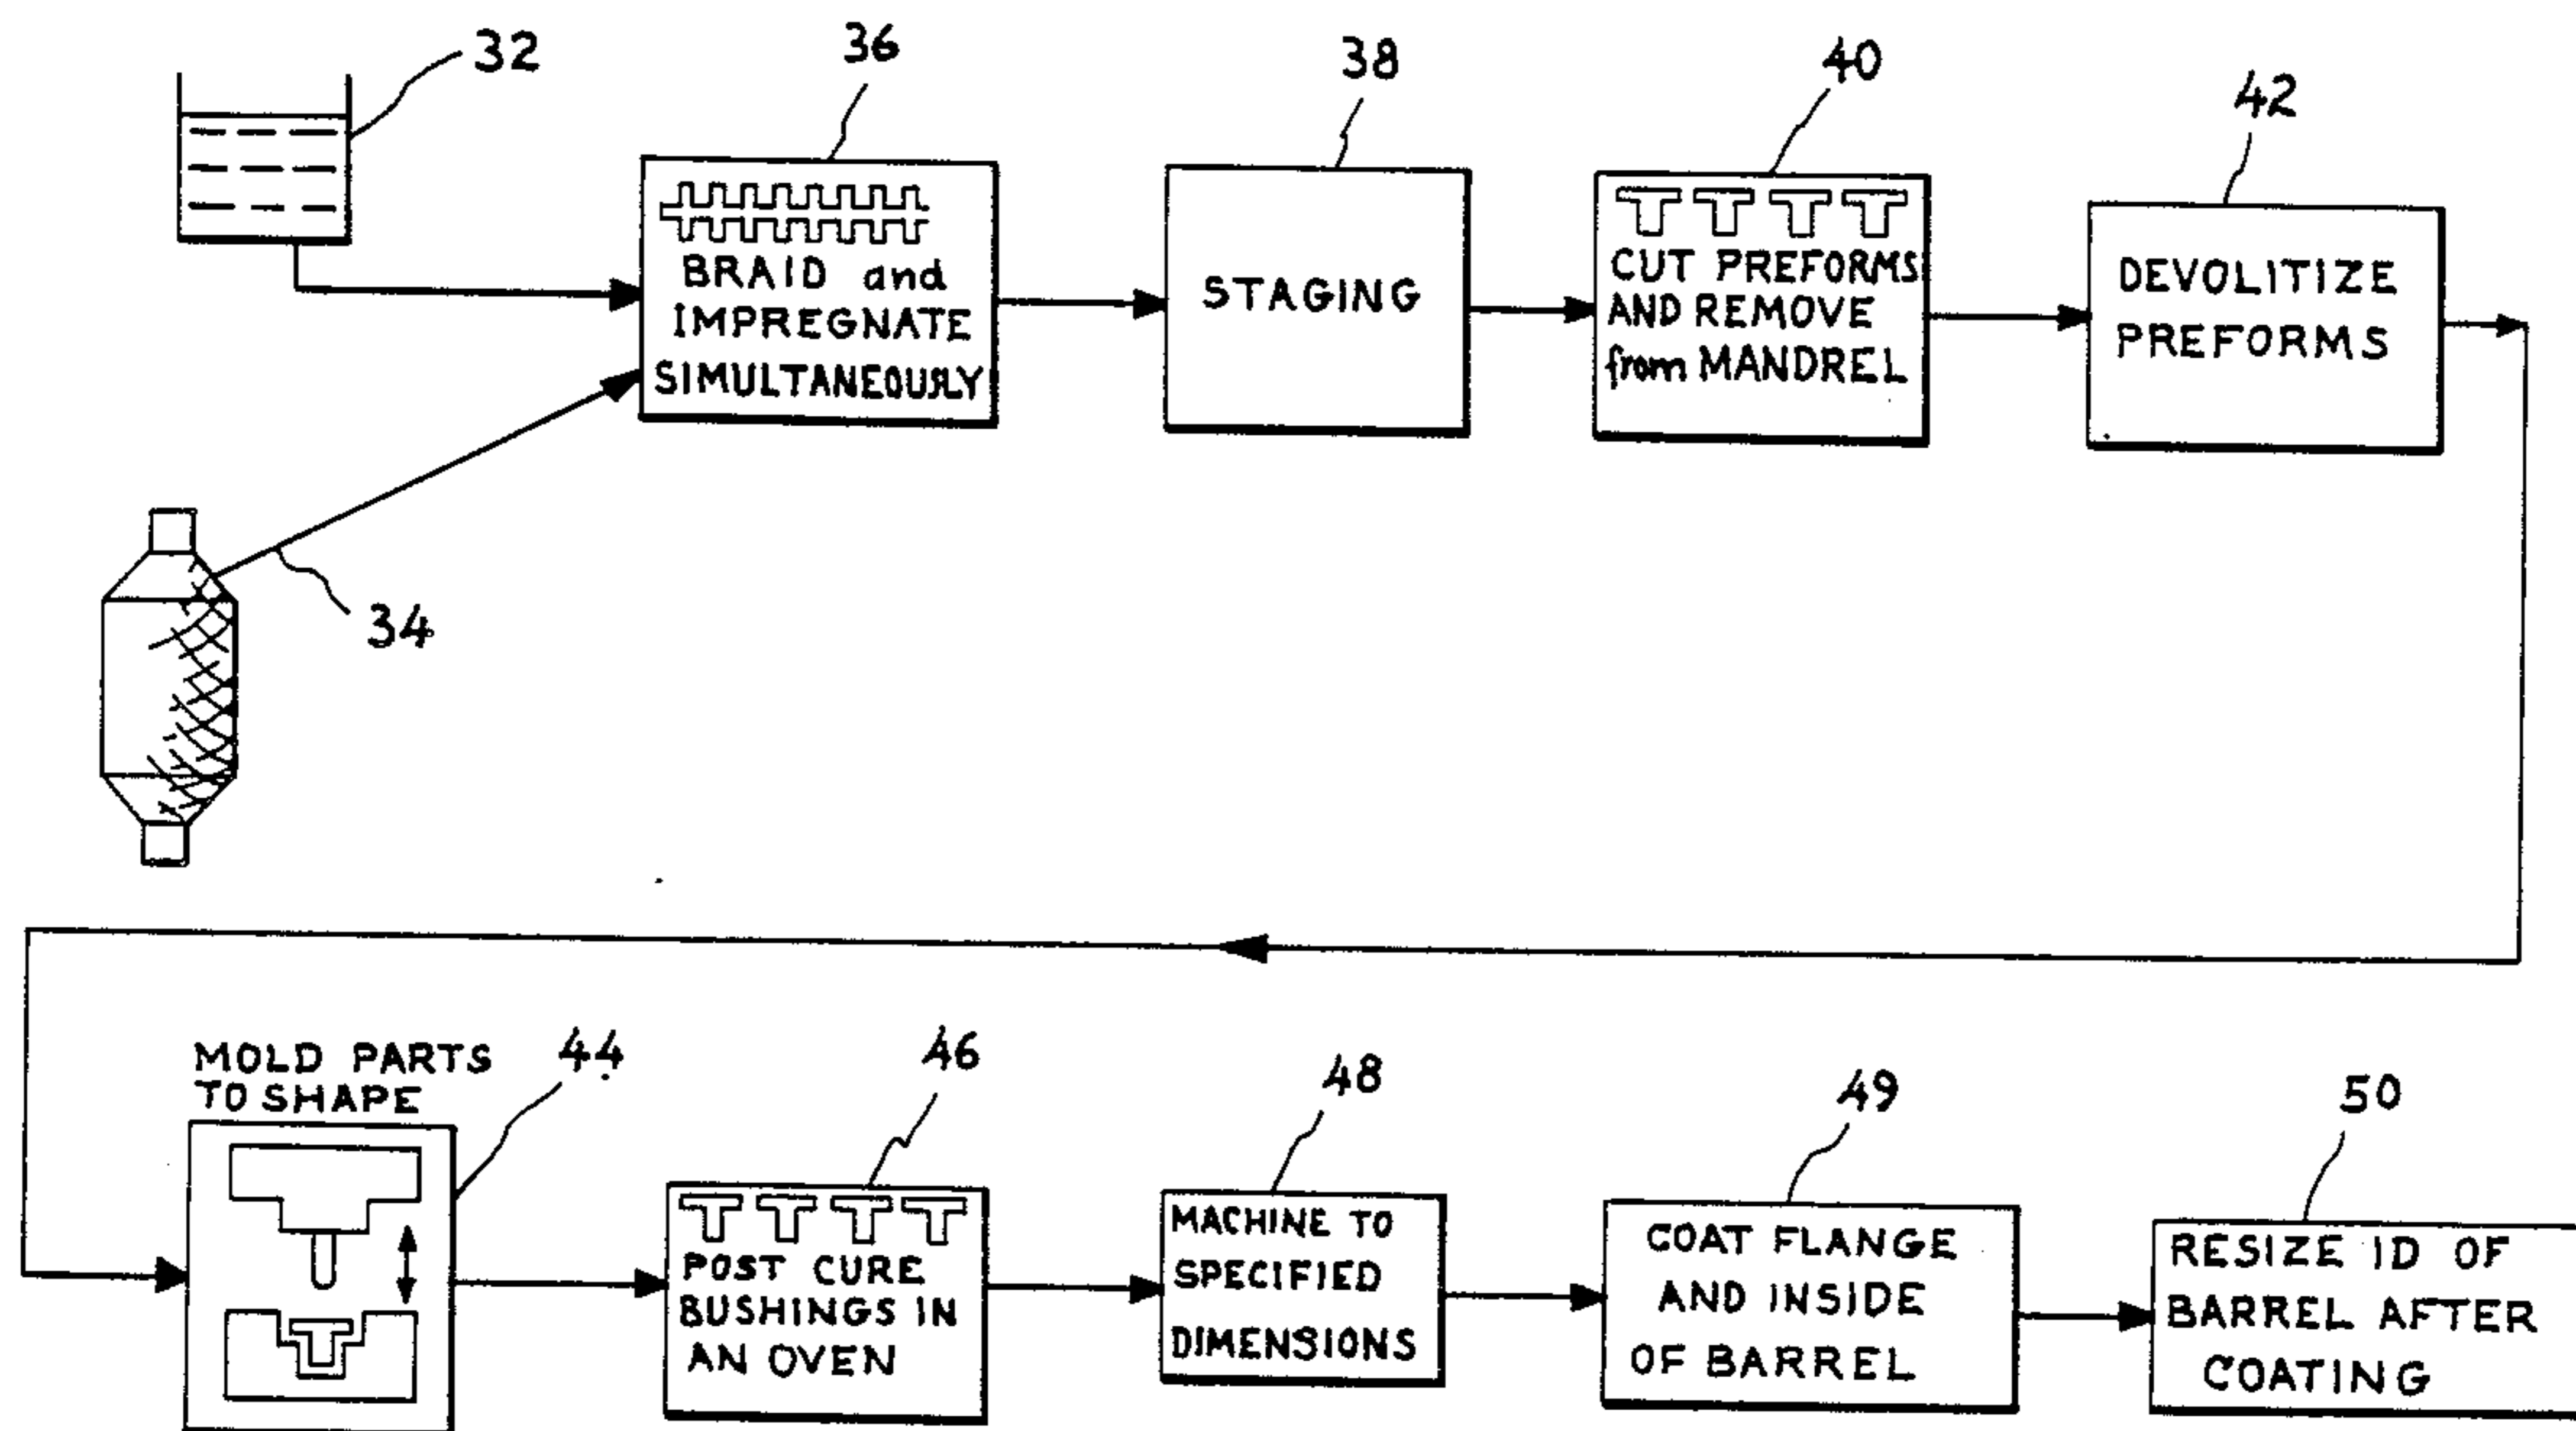 32
36
38
40
42
BRAID and
IMPREGNATE
SIMULTANEOUSLY
STAGING
CUT PREFORMS
AND REMOVE
from MANDREL
DEVOLITIZE
PREFORMS
34
MOLD PARTS
TO SHAPE
44
46
48
49
50
POST CURE
BUSHINGS IN
AN OVEN
MACHINE TO
SPECIFIED
DIMENSIONS
COAT FLANGE
AND INSIDE
OF BARREL
RESIZE ID OF
BARREL AFTER
COATING